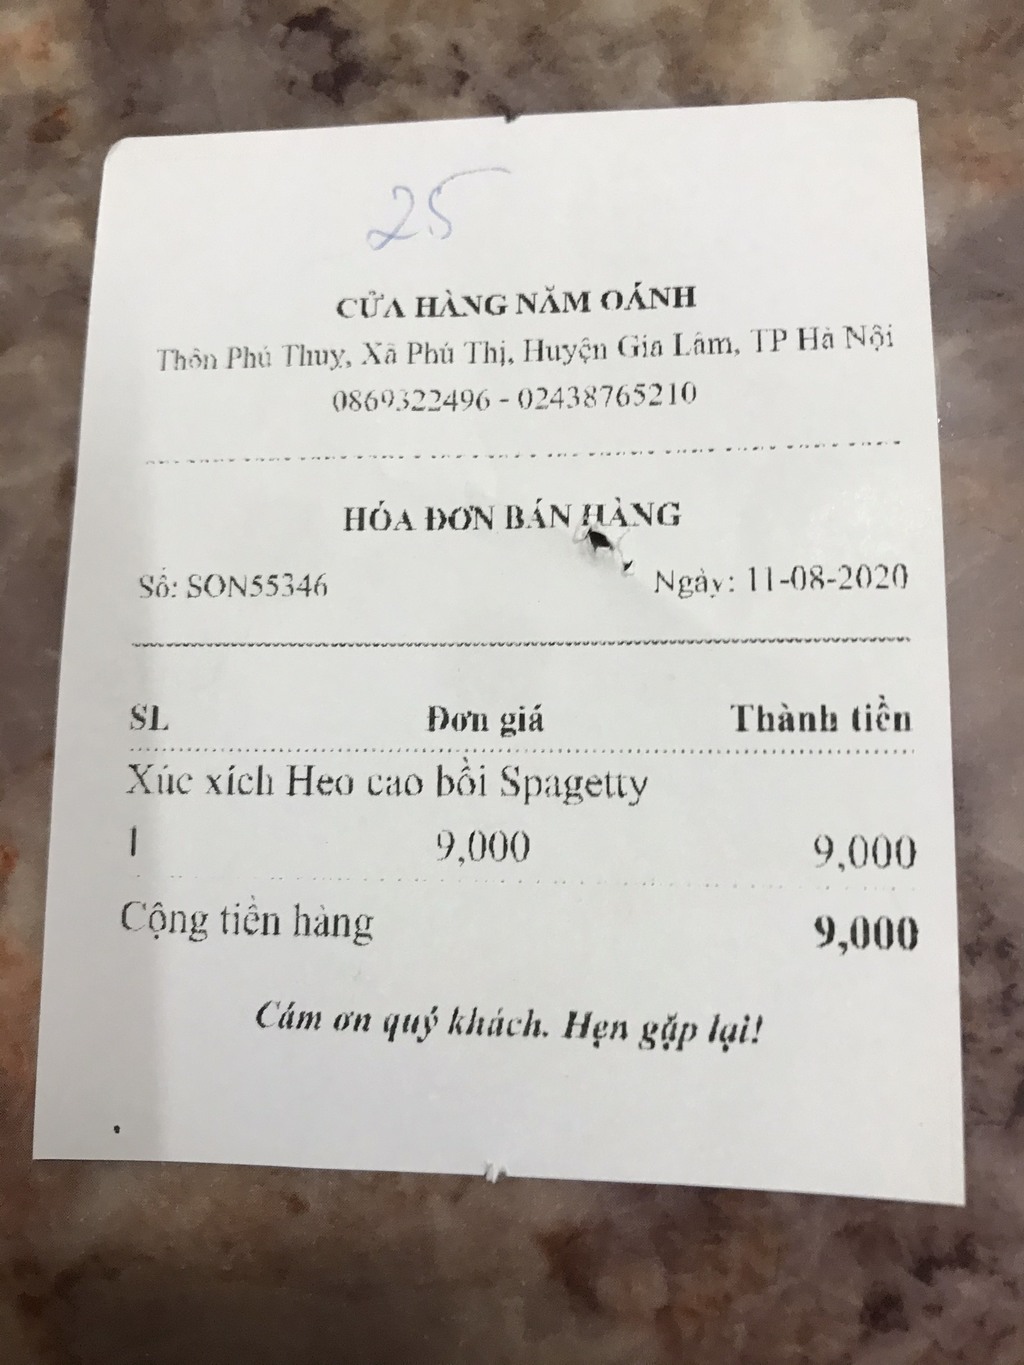 25
CỬA HÀNG NĂM OÁNH
Thôn Phú Thuỵ, Xã Phú Thị, Huyện Gia Lâm, TP Hà Nội
0869322496 - 02438765210
HÓA ĐƠN BÁN HÀNG
Số: SON55346 Ngày: 11-08-2020
SL Đơn giá Thành tiền
Xúc xích Heo cao bồi Spagetty
1 9,000 9,000
Cộng tiền hàng 9,000
Cám ơn quý khách. Hẹn gặp lại!